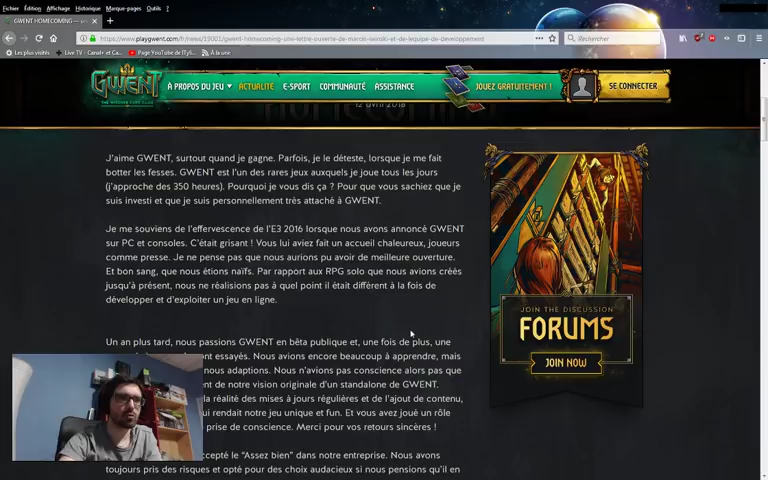 Fichier Édition Affichage Historique Marque-pages Outils ?
GWENT HOMECOMING —
https://www.playgwent.com/fr/news/19001/gwent-homecoming-une-lettre-ouverte-de-marcin-iwinski-et-de-lequipe-de-developpement
Rechercher
Les plus visités Live TV : Canal+ et Ca... Page YouTube de lTyli... À la une
GWENT
THE WITCHER CARD GAME
À PROPOS DU JEU ACTUALITÉ E-SPORT COMMUNAUTÉ ASSISTANCE JOUEZ GRATUITEMENT ! SE CONNECTER
12 avril 2018
J'aime GWENT, surtout quand je gagne. Parfois, je le déteste, lorsque je me fait
botter les fesses. GWENT est l'un des rares jeux auxquels je joue tous les jours
(j'approche des 350 heures). Pourquoi je vous dis ça ? Pour que vous sachiez que je
suis investi et que je suis personnellement très attaché à GWENT.
Je me souviens de l'effervescence de l'E3 2016 lorsque nous avons annoncé GWENT
sur PC et consoles. C'était grisant ! Vous lui aviez fait un accueil chaleureux, joueurs
comme presse. Je ne pense pas que nous aurions pu avoir de meilleure ouverture.
Et bon sang, que nous étions naïfs. Par rapport aux RPG solo que nous avions créés
jusqu'à présent, nous ne réalisions pas à quel point il était différent à la fois de
développer et d'exploiter un jeu en ligne.
JOIN THE DISCUSSION
FORUMS
JOIN NOW
Un an plus tard, nous passions GWENT en bêta publique et, une fois de plus, une
ont essayés. Nous avions encore beaucoup à apprendre, mais
nous adaptions. Nous n'avions pas conscience alors pas que
ent de notre vision originale d'un standalone de GWENT.
la réalité des mises à jours régulières et de l'ajout de contenu,
ui rendait notre jeu unique et fun. Et vous avez joué un rôle
prise de conscience. Merci pour vos retours sincères !
ccepté le "Assez bien" dans notre entreprise. Nous avons
toujours pris des risques et opté pour des choix audacieux si nous pensions qu'il en